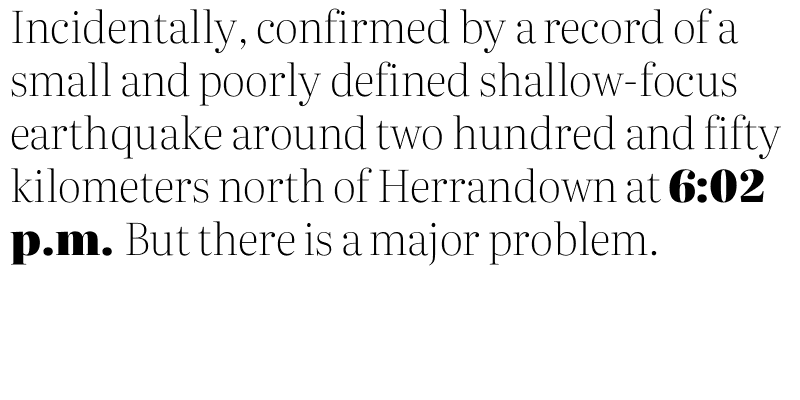 Incidentally, confirmed by a record of a
small and poorly defined shallow-focus
earthquake around two hundred and fifty
kilometers north of Herrandown at 6:02
p.m. But there is a major problem.